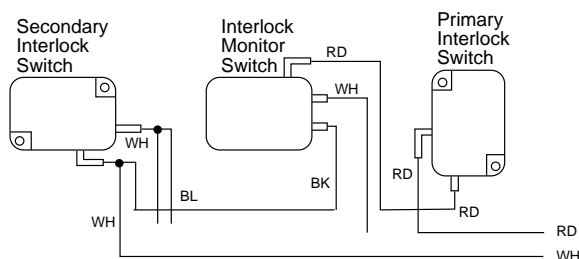 Secondary
Interlock
Switch
Interlock
Monitor
Switch
Primary
Interlock
Switch
RD
WH
WH
RD
BL
BK
RD
WH
RD
WH